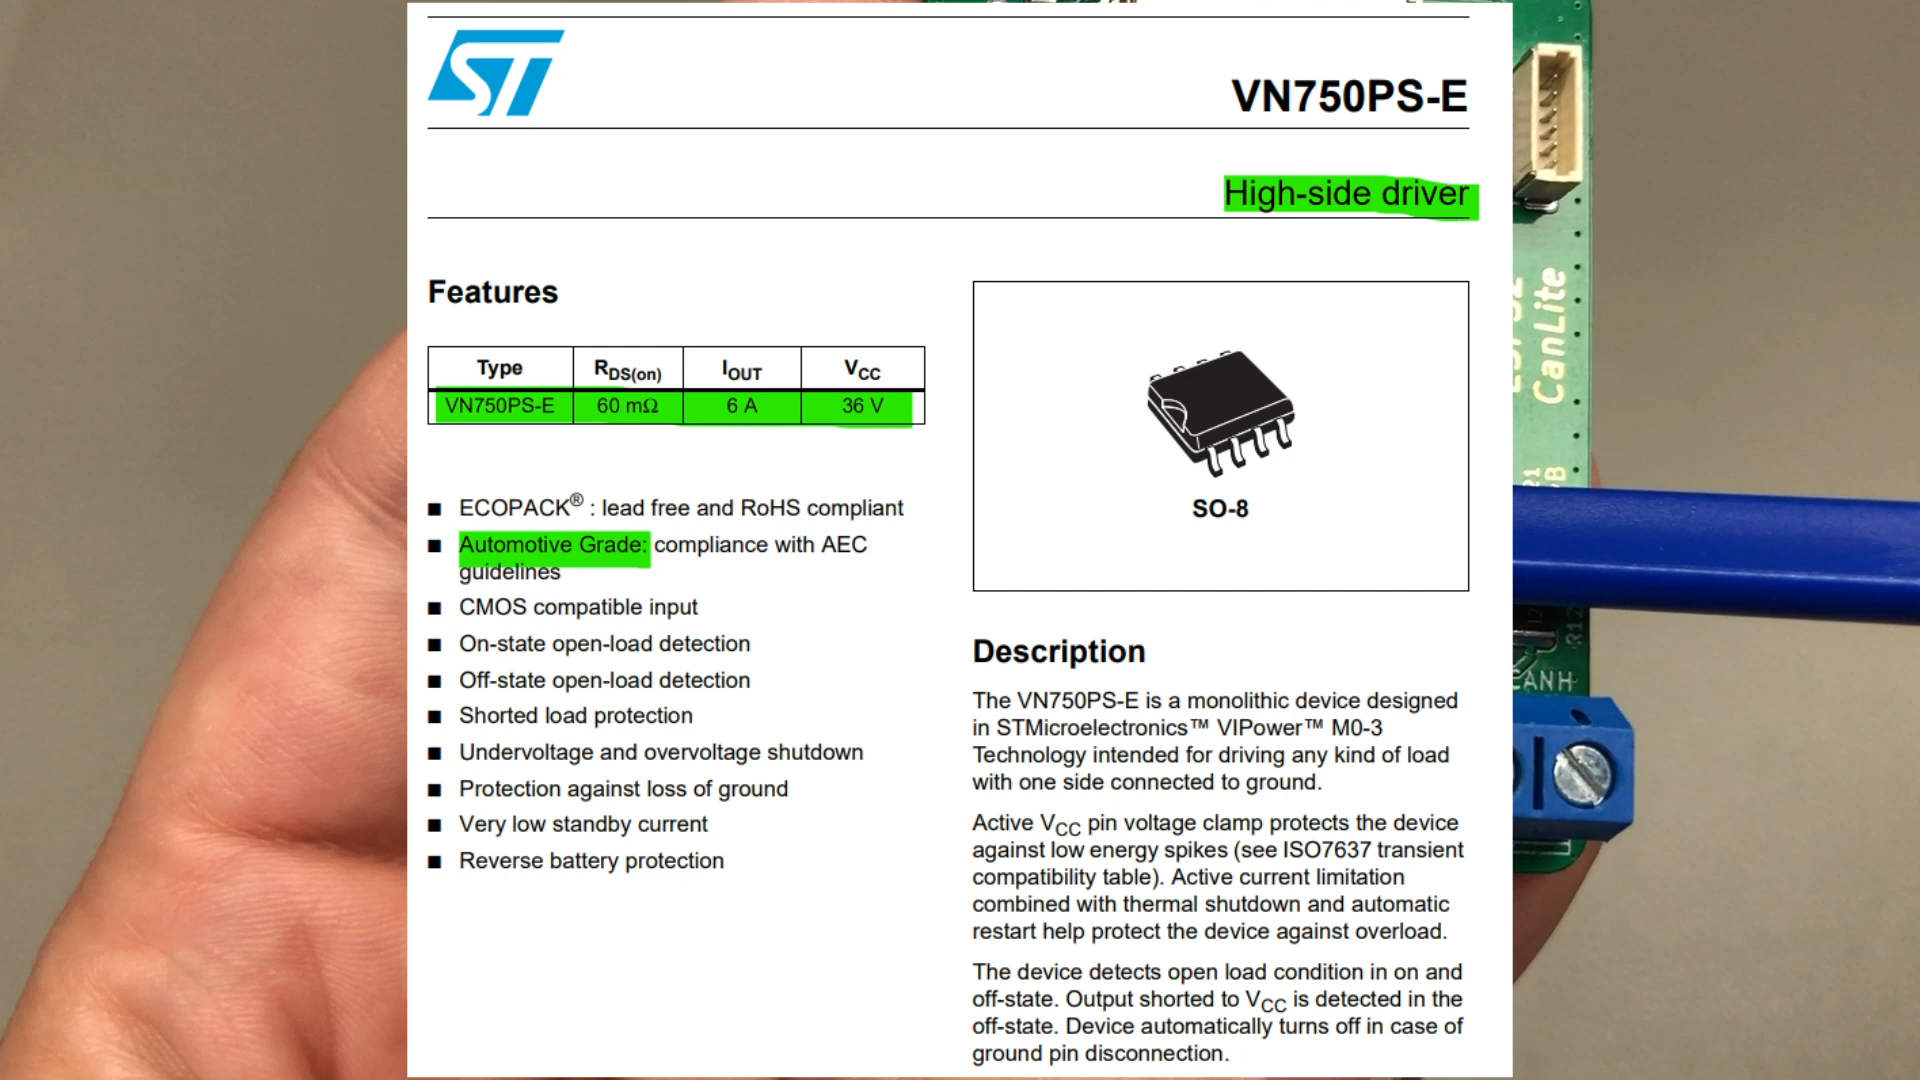 ST
VN750PS-E
High-side driver
Features
Type RDS(on) IOUT VCC
VN750PS-E 60 mΩ 6 A 36 V
■ ECOPACK® : lead free and RoHS compliant
■ Automotive Grade: compliance with AEC
guidelines
■ CMOS compatible input
■ On-state open-load detection
■ Off-state open-load detection
■ Shorted load protection
■ Undervoltage and overvoltage shutdown
■ Protection against loss of ground
■ Very low standby current
■ Reverse battery protection
SO-8
Description
The VN750PS-E is a monolithic device designed
in STMicroelectronics™ VIPower™ M0-3
Technology intended for driving any kind of load
with one side connected to ground.
Active VCC pin voltage clamp protects the device
against low energy spikes (see ISO7637 transient
compatibility table). Active current limitation
combined with thermal shutdown and automatic
restart help protect the device against overload.
The device detects open load condition in on and
off-state. Output shorted to VCC is detected in the
off-state. Device automatically turns off in case of
ground pin disconnection.
CanLite
CANH